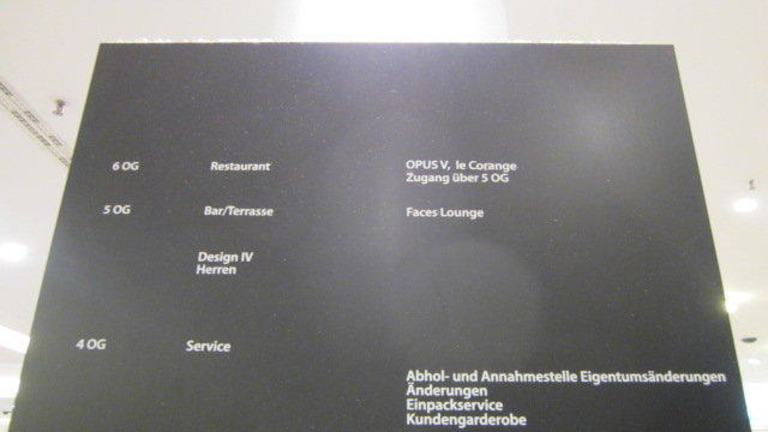 6 OG Restaurant OPUS V, le Corange
Zugang über 5 OG
5 OG Bar/Terrasse Faces Lounge
Design IV
Herren
4 OG Service
Abhol- und Annahmestelle Eigentumsänderungen
Änderungen
Einpackservice
Kundengarderobe